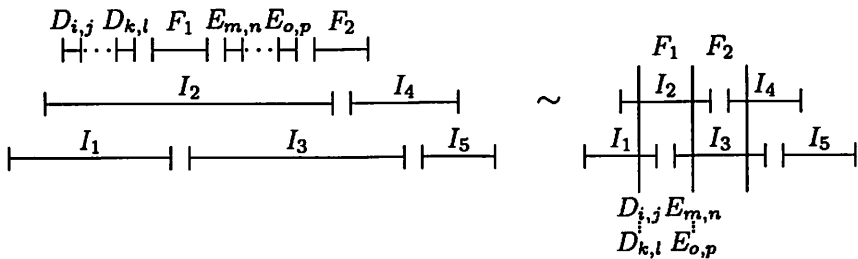 D_{i,j} ... D_{k,l} F_1 E_{m,n} ... E_{o,p} F_2
I_2 I_4
I_1 I_3 I_5
~
F_1 F_2
I_2 I_4
I_1 I_3 I_5
D_{i,j} E_{m,n}
D_{k,l} E_{o,p}